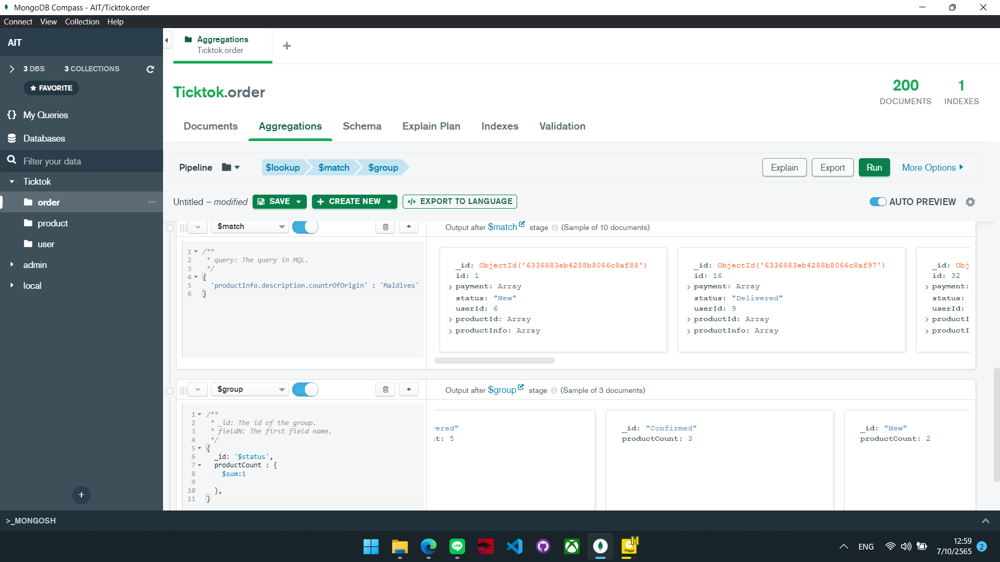 MongoDB Compass - AIT/Ticktok.order
Connect View Collection Help
AIT
3 DBS 3 COLLECTIONS
FAVORITE
My Queries
Databases
Filter your data
Ticktok
order
product
user
admin
local
Aggregations
Ticktok.order
Ticktok.order
200
DOCUMENTS
1
INDEXES
Documents Aggregations Schema Explain Plan Indexes Validation
Pipeline $lookup $match $group Explain Export Run More Options
Untitled – modified SAVE CREATE NEW EXPORT TO LANGUAGE AUTO PREVIEW
$match
Output after $match stage (Sample of 10 documents)
1 /**
2 * query: The query in MQL.
3 */
4 {
5 'productInfo.description.countrOfOrigin' : 'Maldives'
6 }
_id: ObjectId('6336883eb4288b8066c8af88')
id: 1
payment: Array
status: "New"
userId: 6
productId: Array
productInfo: Array
_id: ObjectId('6336883eb4288b8066c8af97')
id: 16
payment: Array
status: "Delivered"
userId: 9
productId: Array
productInfo: Array
_id: Obj
id: 32
payment:
status:
userId:
productI
productI
$group
Output after $group stage (Sample of 3 documents)
1 /**
2 * _id: The id of the group.
3 * fieldN: The first field name.
4 */
5 {
6 _id: '$status',
7 productCount : {
8 $sum:1
9
10 },
11 }
vered"
nt: 5
_id: "Confirmed"
productCount: 3
_id: "New"
productCount: 2
>_MONGOSH
LINE
Player
ENG
12:59
7/10/2565
2